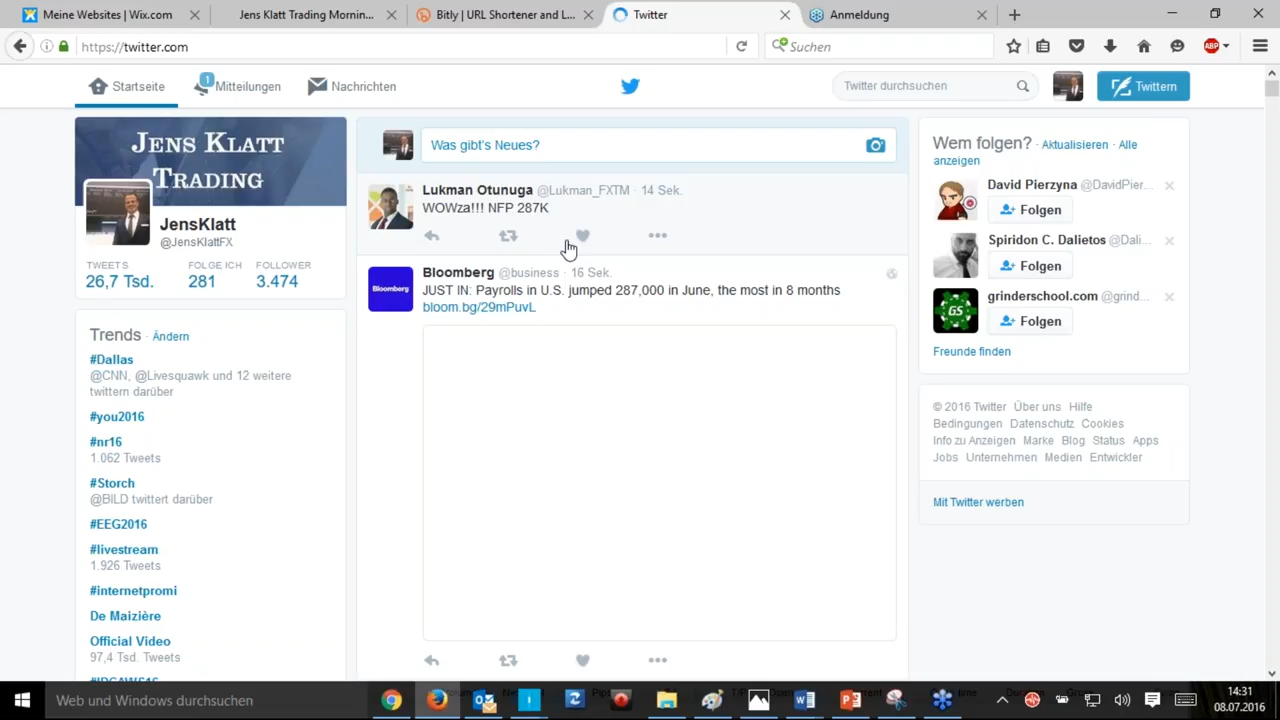 Meine Websites | Wix.com
Jens Klatt Trading Mornin...
Bitly | URL Shortener and L...
Twitter
Anmeldung
https://twitter.com
Suchen
ABP
Startseite
1
Mitteilungen
Nachrichten
Twitter durchsuchen
Twittern
JENS KLATT
TRADING
JensKlatt
@JensKlattFX
TWEETS FOLGE ICH FOLLOWER
26,7 Tsd. 281 3.474
Trends · Ändern
#Dallas
@CNN, @Livesquawk und 12 weitere
twittern darüber
#you2016
#nr16
1.062 Tweets
#Storch
@BILD twittert darüber
#EEG2016
#livestream
1.926 Tweets
#internetpromi
De Maizière
Official Video
97,4 Tsd. Tweets
Was gibt's Neues?
Lukman Otunuga @Lukman_FXTM · 14 Sek.
WOWza!!! NFP 287K
Bloomberg
Bloomberg @business · 16 Sek.
JUST IN: Payrolls in U.S. jumped 287,000 in June, the most in 8 months
bloom.bg/29mPuvL
Wem folgen? · Aktualisieren · Alle
anzeigen
David Pierzyna @DavidPier...
Folgen
Spiridon C. Dalietos @Dali...
Folgen
GS
grinderschool.com @grind...
Folgen
Freunde finden
© 2016 Twitter Über uns Hilfe
Bedingungen Datenschutz Cookies
Info zu Anzeigen Marke Blog Status Apps
Jobs Unternehmen Medien Entwickler
Mit Twitter werben
Web und Windows durchsuchen
14:31
08.07.2016